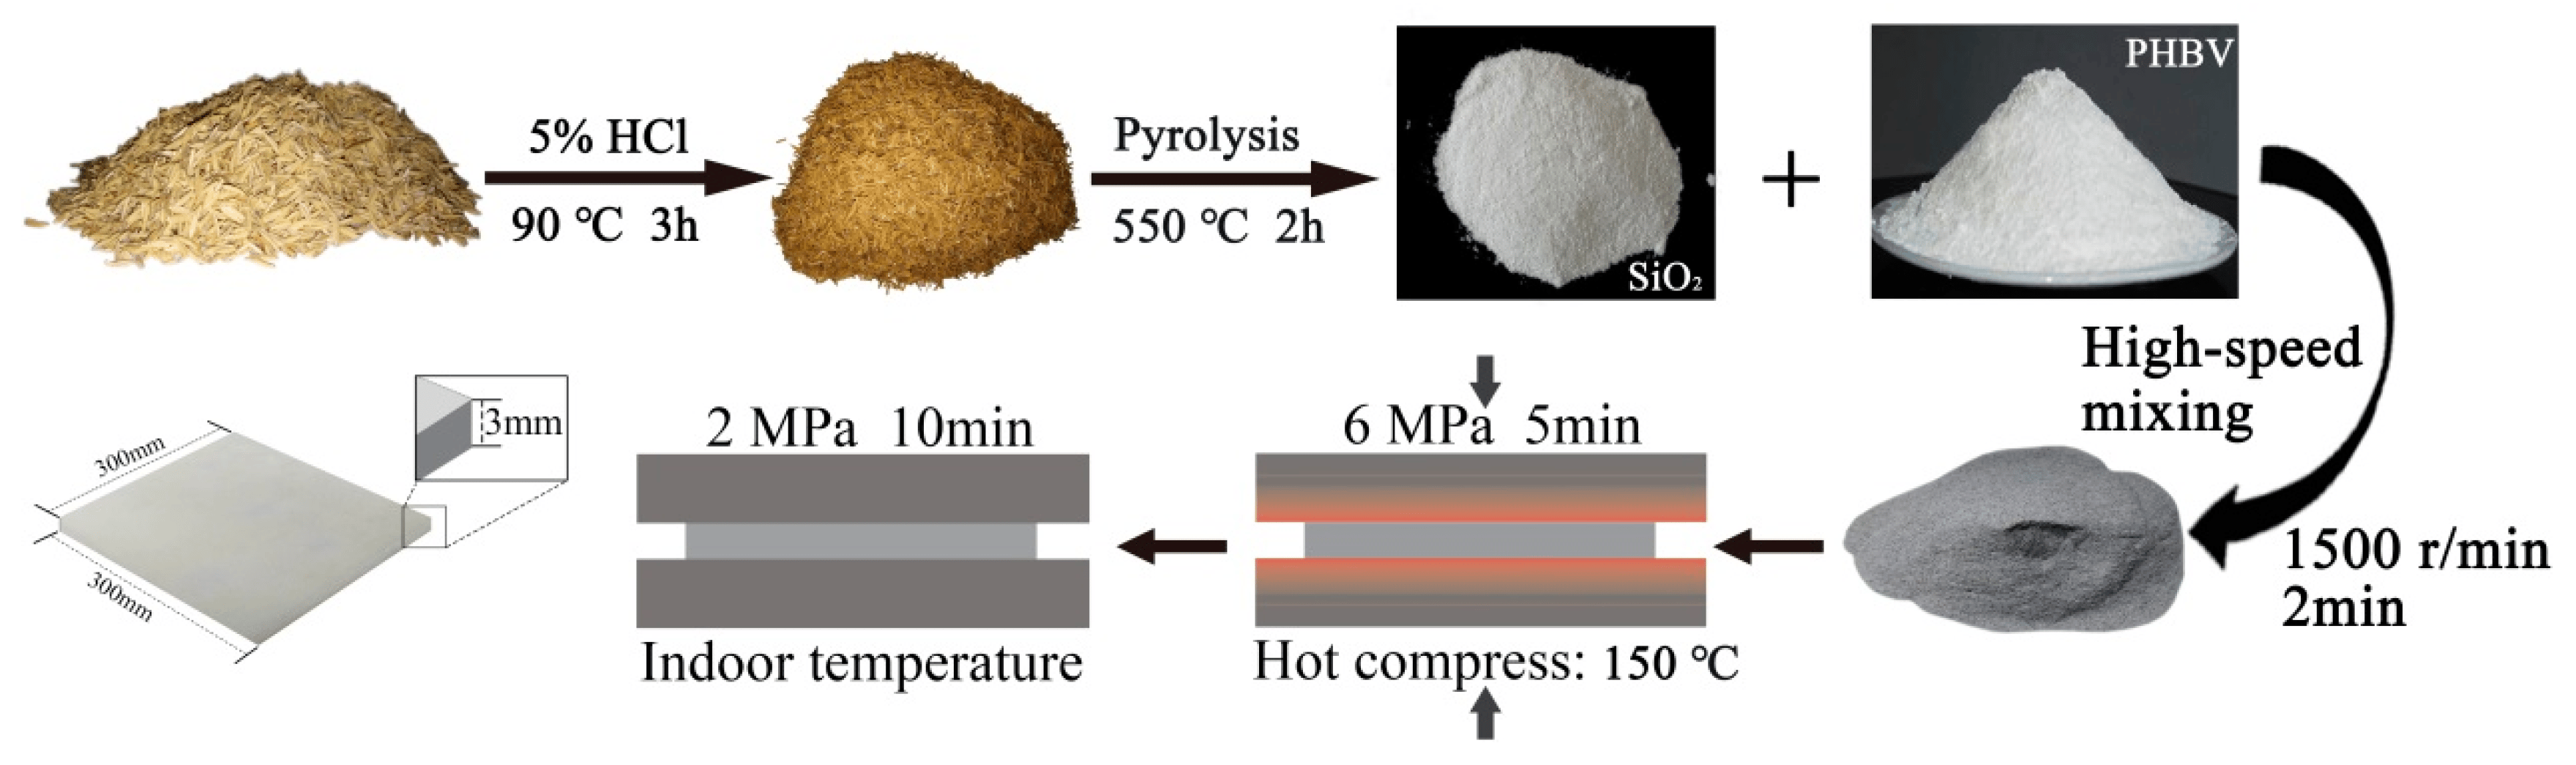 5% HCl
90 ℃ 3h
Pyrolysis
550 ℃ 2h
SiO₂
+
PHBV
High-speed
mixing
1500 r/min
2min
6 MPa 5min
Hot compress: 150 ℃
2 MPa 10min
Indoor temperature
3mm
300mm
300mm